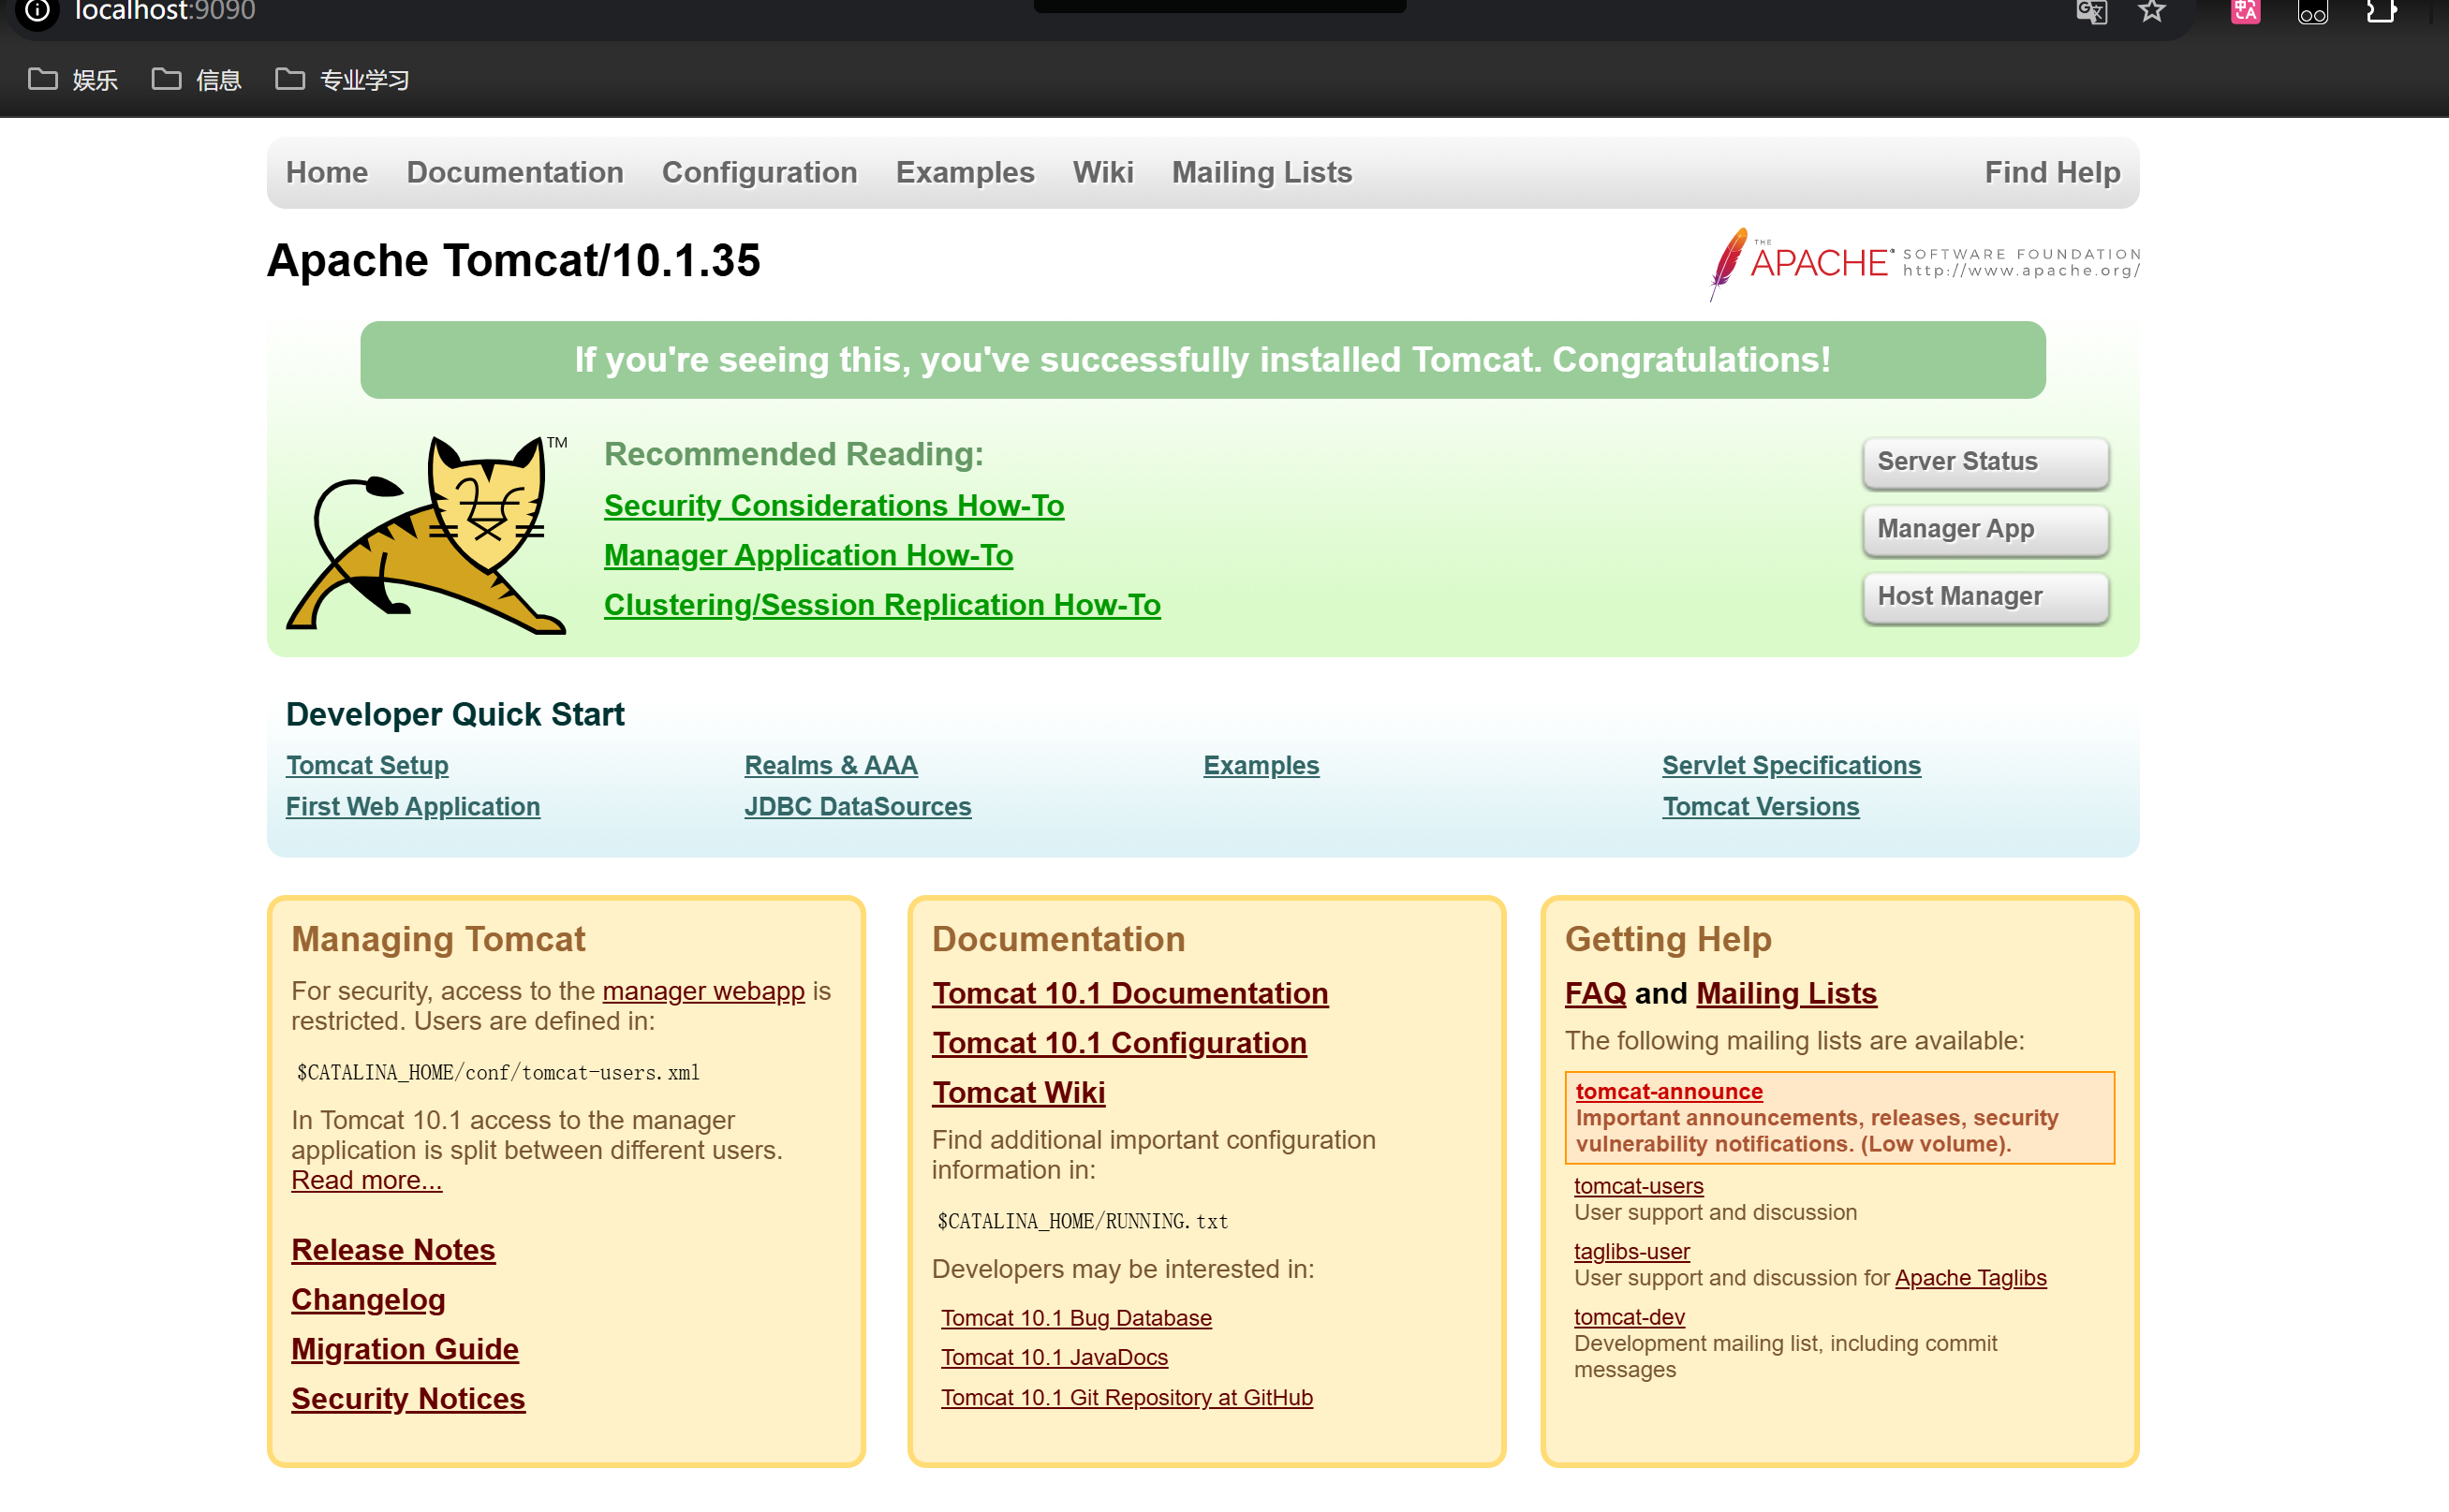 localhost:9090
娱乐 信息 专业学习
Home Documentation Configuration Examples Wiki Mailing Lists Find Help
Apache Tomcat/10.1.35
THE APACHE® SOFTWARE FOUNDATION
http://www.apache.org/
If you're seeing this, you've successfully installed Tomcat. Congratulations!
TM
Recommended Reading:
Security Considerations How-To
Manager Application How-To
Clustering/Session Replication How-To
Server Status
Manager App
Host Manager
Developer Quick Start
Tomcat Setup
First Web Application
Realms & AAA
JDBC DataSources
Examples
Servlet Specifications
Tomcat Versions
Managing Tomcat
For security, access to the manager webapp is
restricted. Users are defined in:
$CATALINA_HOME/conf/tomcat-users.xml
In Tomcat 10.1 access to the manager
application is split between different users.
Read more...
Release Notes
Changelog
Migration Guide
Security Notices
Documentation
Tomcat 10.1 Documentation
Tomcat 10.1 Configuration
Tomcat Wiki
Find additional important configuration
information in:
$CATALINA_HOME/RUNNING.txt
Developers may be interested in:
Tomcat 10.1 Bug Database
Tomcat 10.1 JavaDocs
Tomcat 10.1 Git Repository at GitHub
Getting Help
FAQ and Mailing Lists
The following mailing lists are available:
tomcat-announce
Important announcements, releases, security
vulnerability notifications. (Low volume).
tomcat-users
User support and discussion
taglibs-user
User support and discussion for Apache Taglibs
tomcat-dev
Development mailing list, including commit
messages